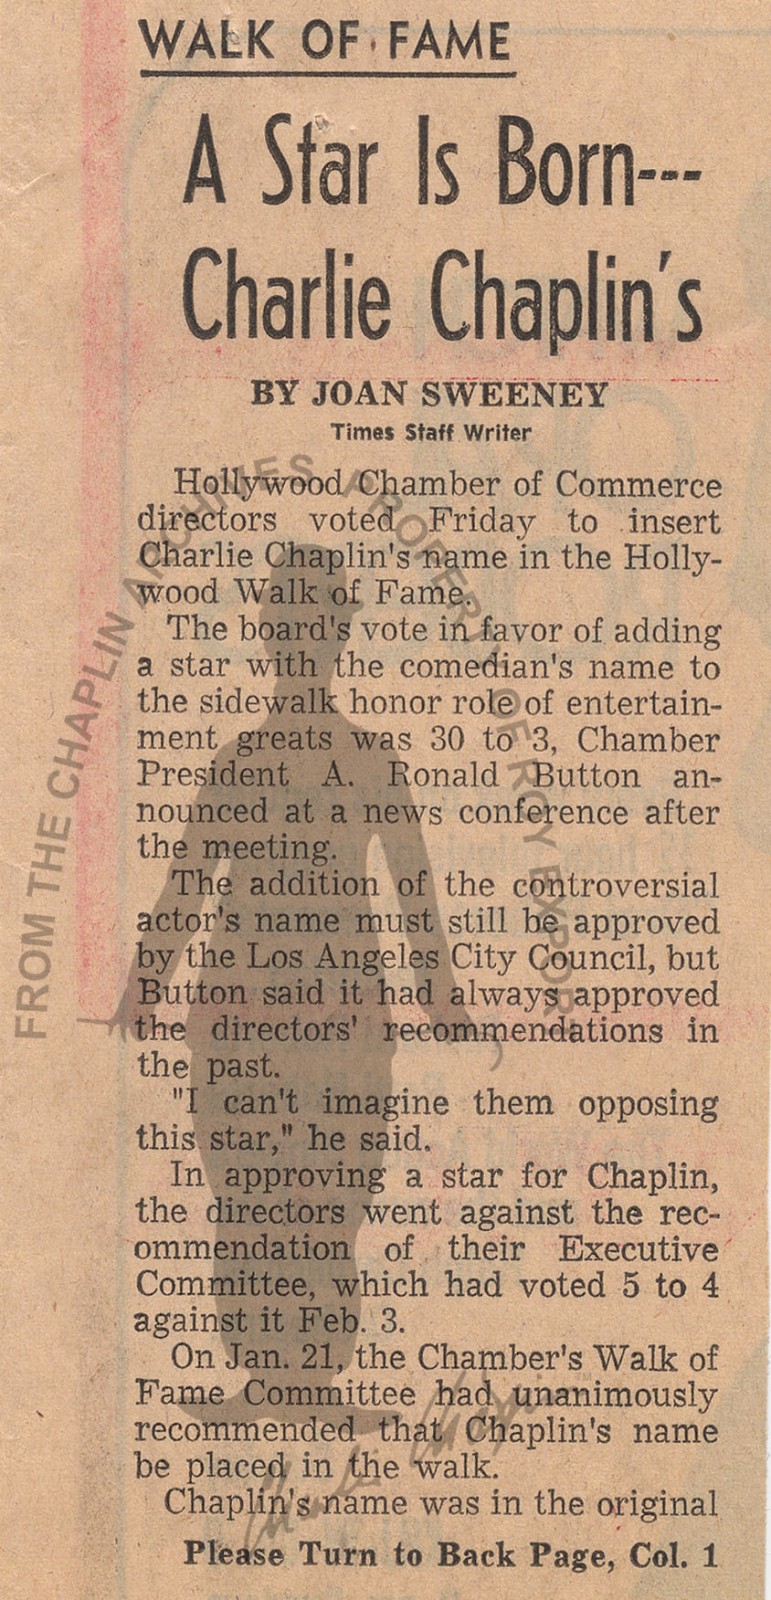 WALK OF FAME
A Star Is Born---
Charlie Chaplin's
BY JOAN SWEENEY
Times Staff Writer
Hollywood Chamber of Commerce
directors voted Friday to insert
Charlie Chaplin's name in the Holly-
wood Walk of Fame.
The board's vote in favor of adding
a star with the comedian's name to
the sidewalk honor role of entertain-
ment greats was 30 to 3, Chamber
President A. Ronald Button an-
nounced at a news conference after
the meeting.
The addition of the controversial
actor's name must still be approved
by the Los Angeles City Council, but
Button said it had always approved
the directors' recommendations in
the past.
"I can't imagine them opposing
this star," he said.
In approving a star for Chaplin,
the directors went against the rec-
ommendation of their Executive
Committee, which had voted 5 to 4
against it Feb. 3.
On Jan. 21, the Chamber's Walk of
Fame Committee had unanimously
recommended that Chaplin's name
be placed in the walk.
Chaplin's name was in the original
Please Turn to Back Page, Col. 1
FROM THE CHAPLIN ARCHIVES PROPERTY OF ROY EXPORT